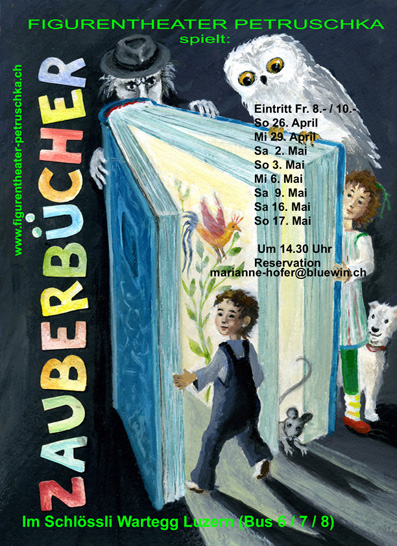 FIGURENTHEATER PETRUSCHKA
spielt:
www.figurentheater-petruschka.ch
ZAUBERBÜCHER
Eintritt Fr. 8.- / 10.-
So 26. April
Mi 29. April
Sa 2. Mai
So 3. Mai
Mi 6. Mai
Sa 9. Mai
Sa 16. Mai
So 17. Mai
Um 14.30 Uhr
Reservation
marianne-hofer@bluewin.ch
Im Schlössli Wartegg Luzern (Bus 6 / 7 / 8)